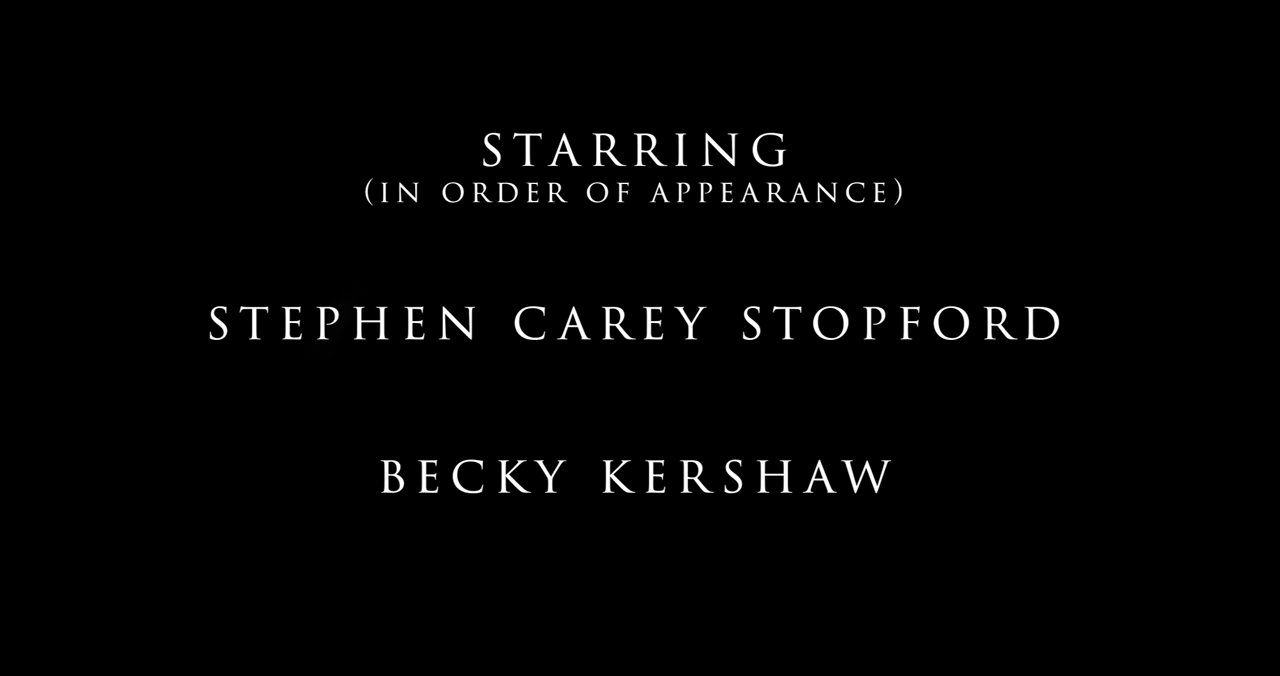 STARRING
(IN ORDER OF APPEARANCE)
STEPHEN CAREY STOPFORD
BECKY KERSHAW